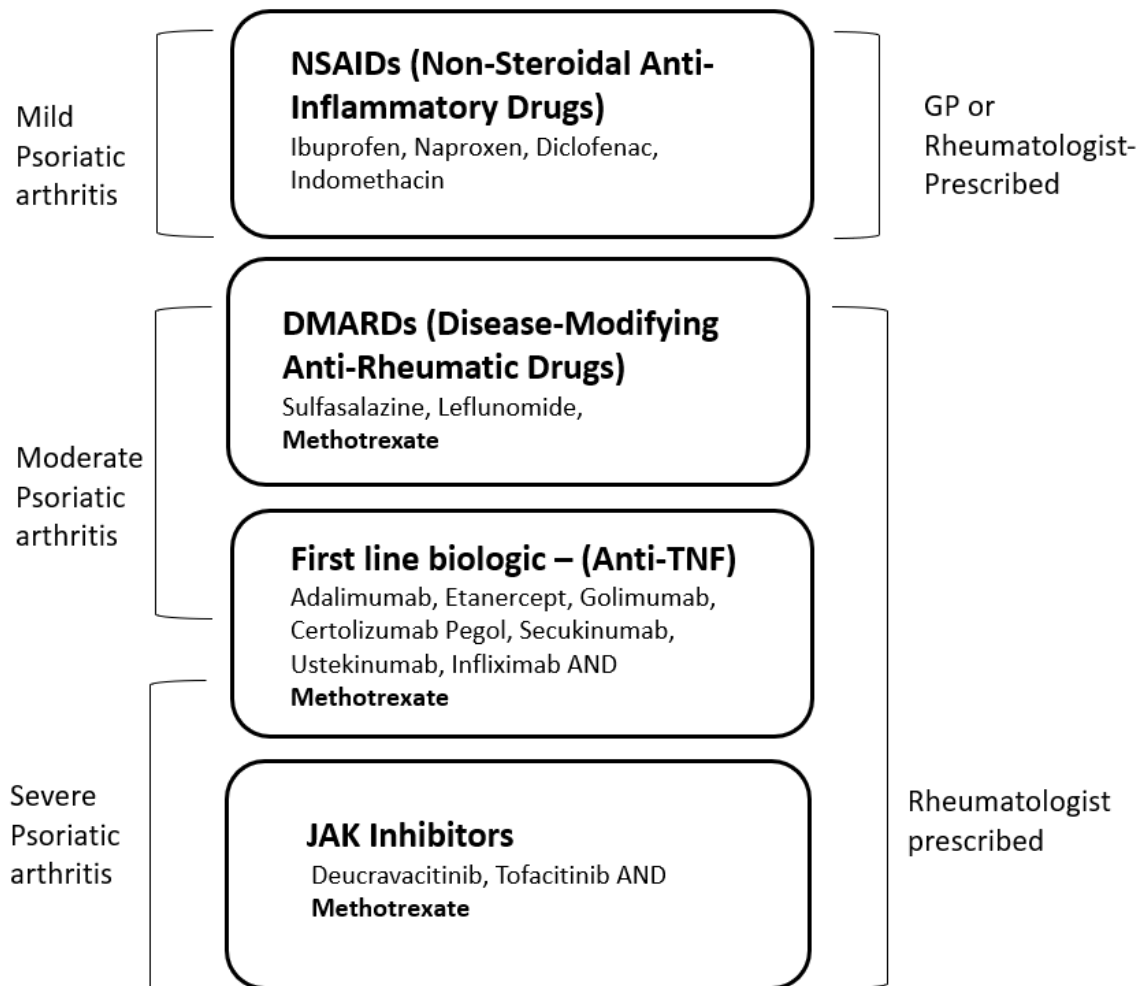 Mild
Psoriatic
arthritis
NSAIDs (Non-Steroidal Anti-
Inflammatory Drugs)
Ibuprofen, Naproxen, Diclofenac,
Indomethacin
GP or
Rheumatologist-
Prescribed
DMARDs (Disease-Modifying
Anti-Rheumatic Drugs)
Sulfasalazine, Leflunomide,
Methotrexate
Moderate
Psoriatic
arthritis
First line biologic – (Anti-TNF)
Adalimumab, Etanercept, Golimumab,
Certolizumab Pegol, Secukinumab,
Ustekinumab, Infliximab AND
Methotrexate
Severe
Psoriatic
arthritis
JAK Inhibitors
Deucravacitinib, Tofacitinib AND
Methotrexate
Rheumatologist
prescribed